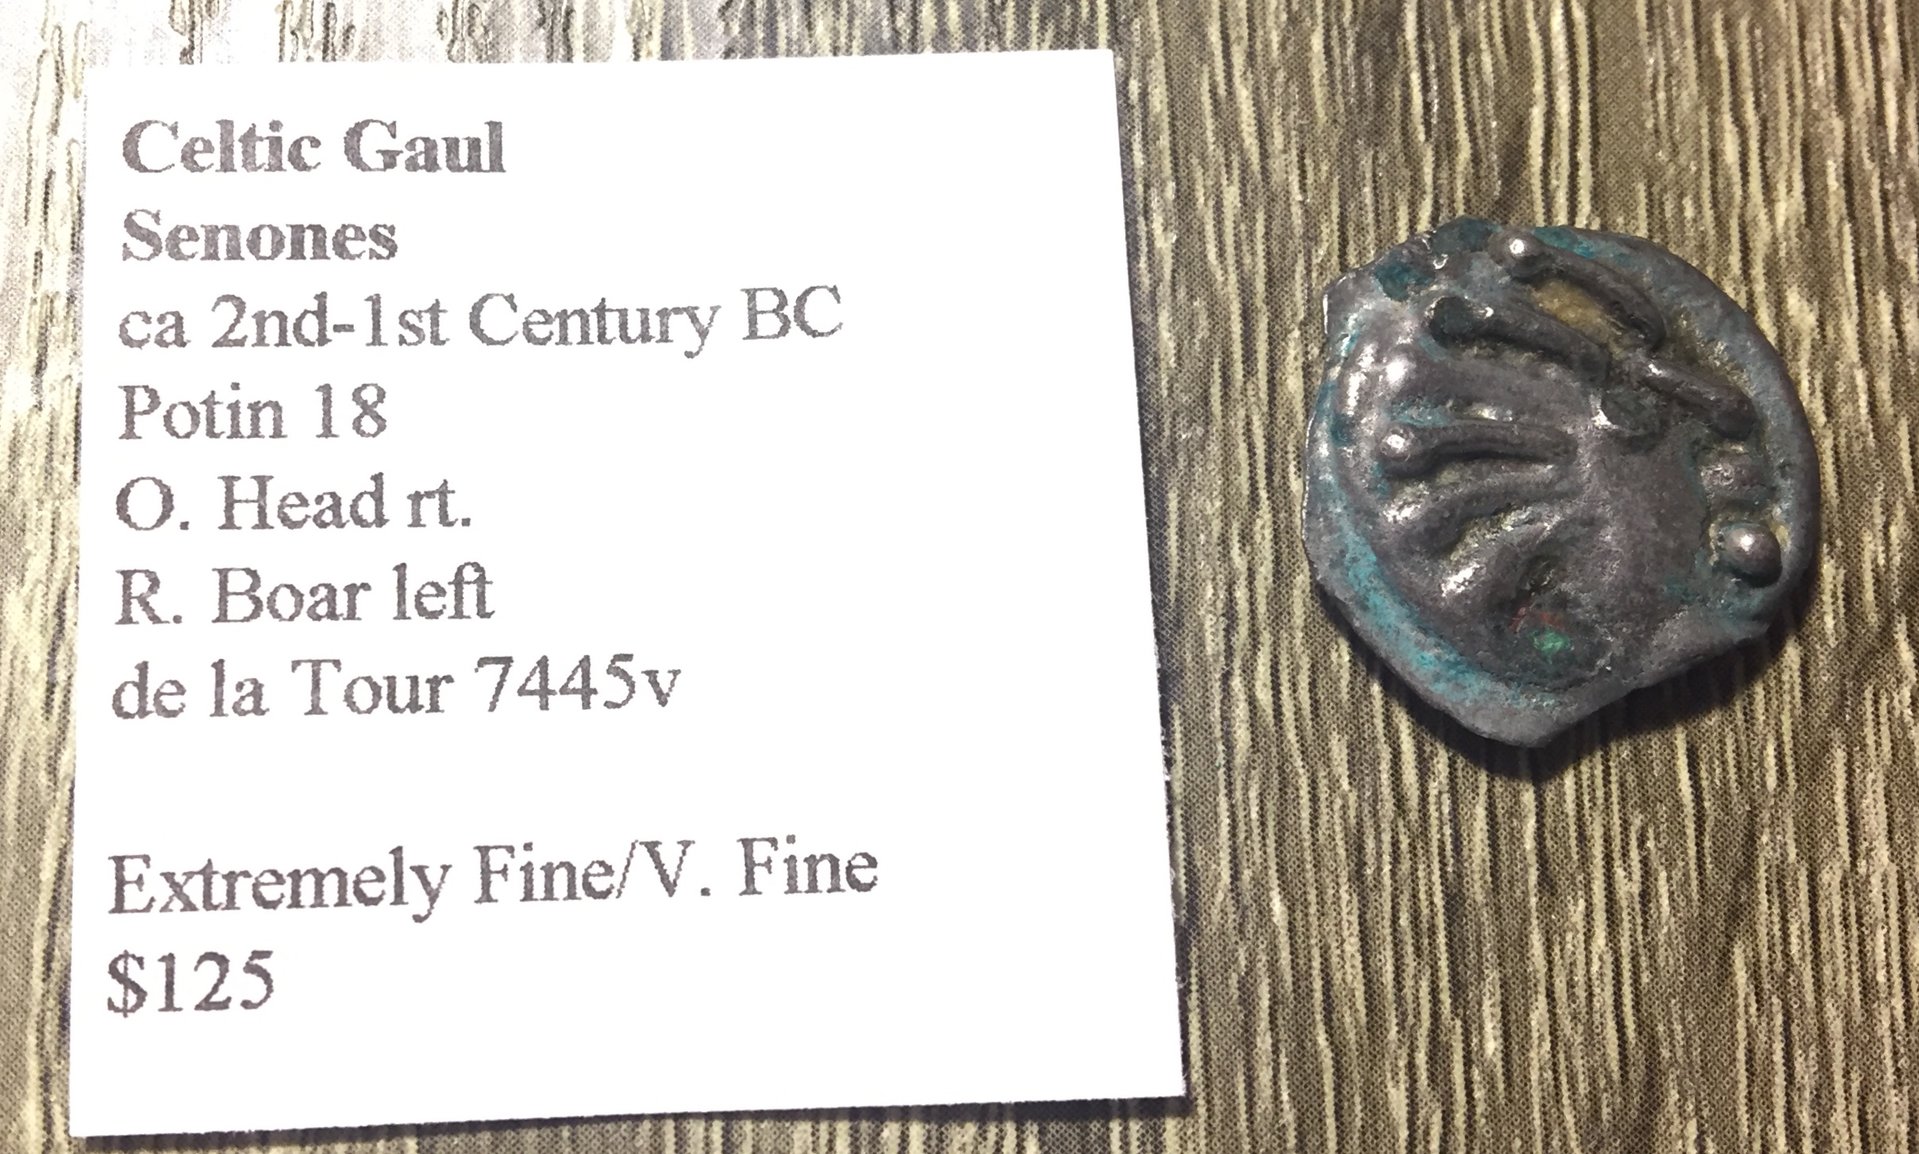 Celtic Gaul
Senones
ca 2nd-1st Century BC
Potin 18
O. Head rt.
R. Boar left
de la Tour 7445v
Extremely Fine/V. Fine
$125